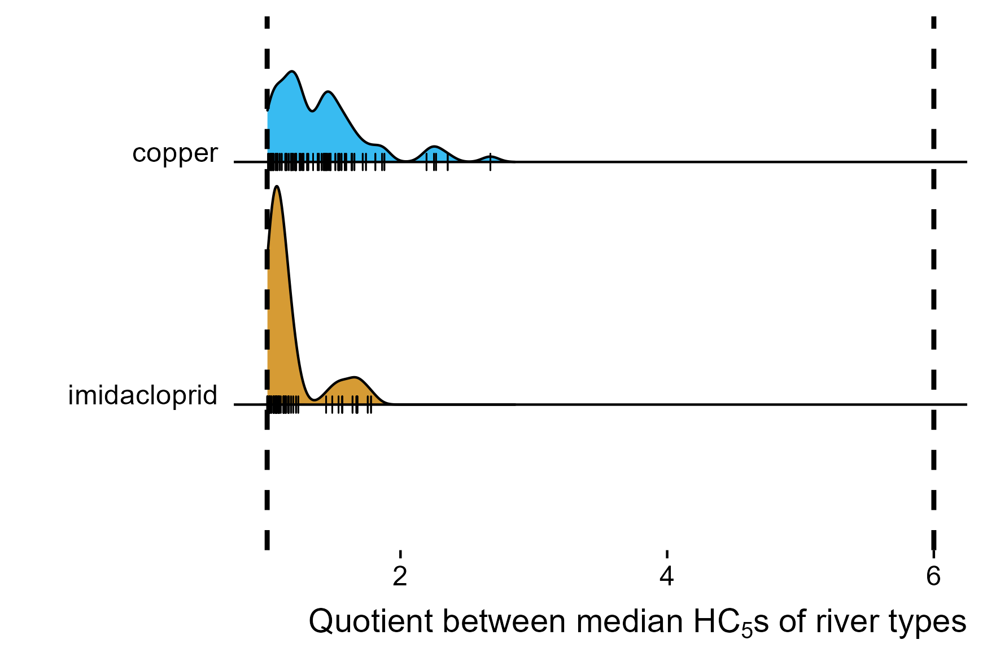 copper
imidacloprid
2 4 6
Quotient between median HC₅s of river types